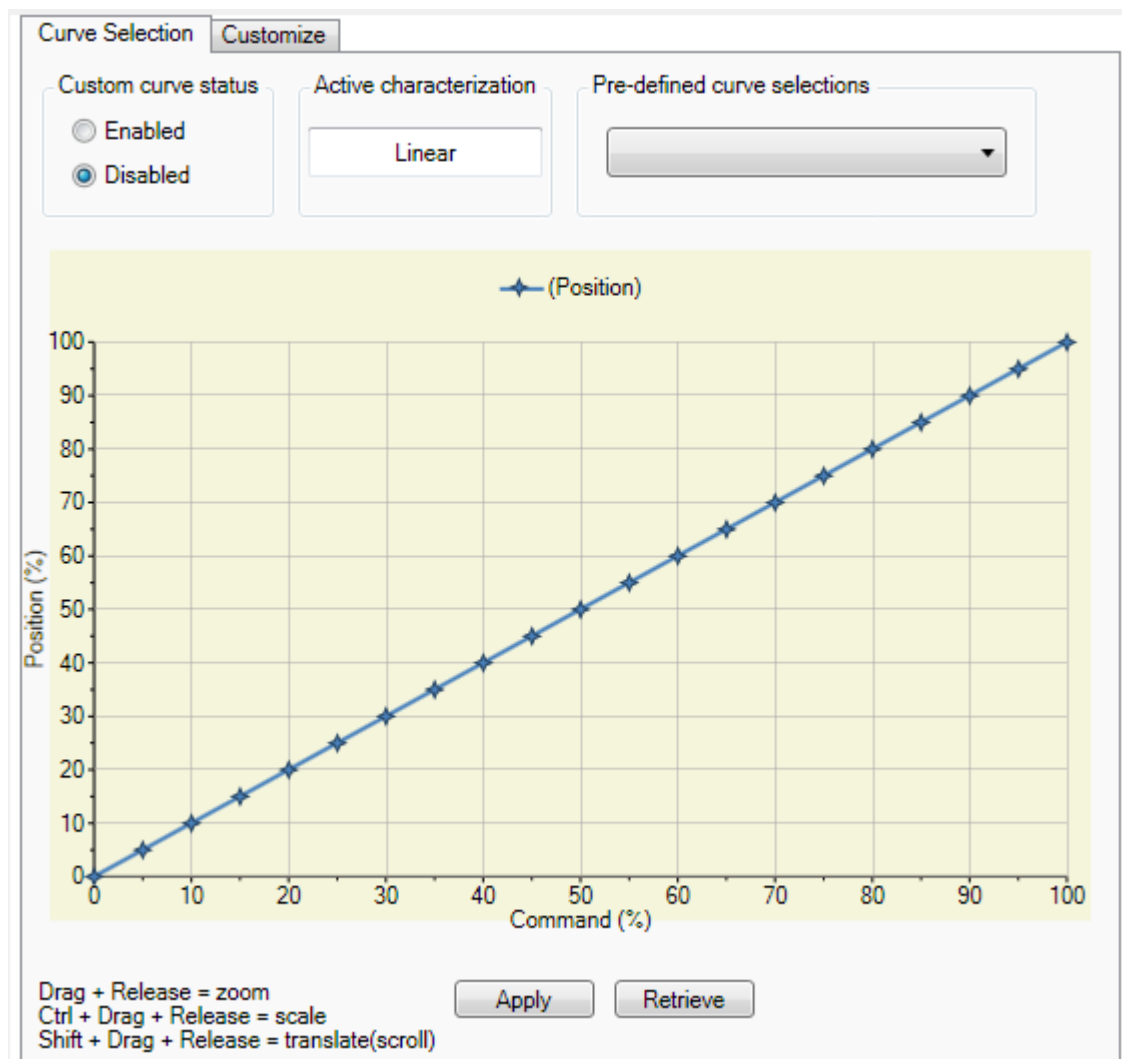 Curve Selection
Customize
Custom curve status
Active characterization
Pre-defined curve selections
Enabled
Linear
Disabled
(Position)
100
90
80
70
60
50
40
30
20
10
0
Position (%)
0 10 20 30 40 50 60 70 80 90 100
Command (%)
Drag + Release = zoom
Ctrl + Drag + Release = scale
Shift + Drag + Release = translate(scroll)
Apply
Retrieve